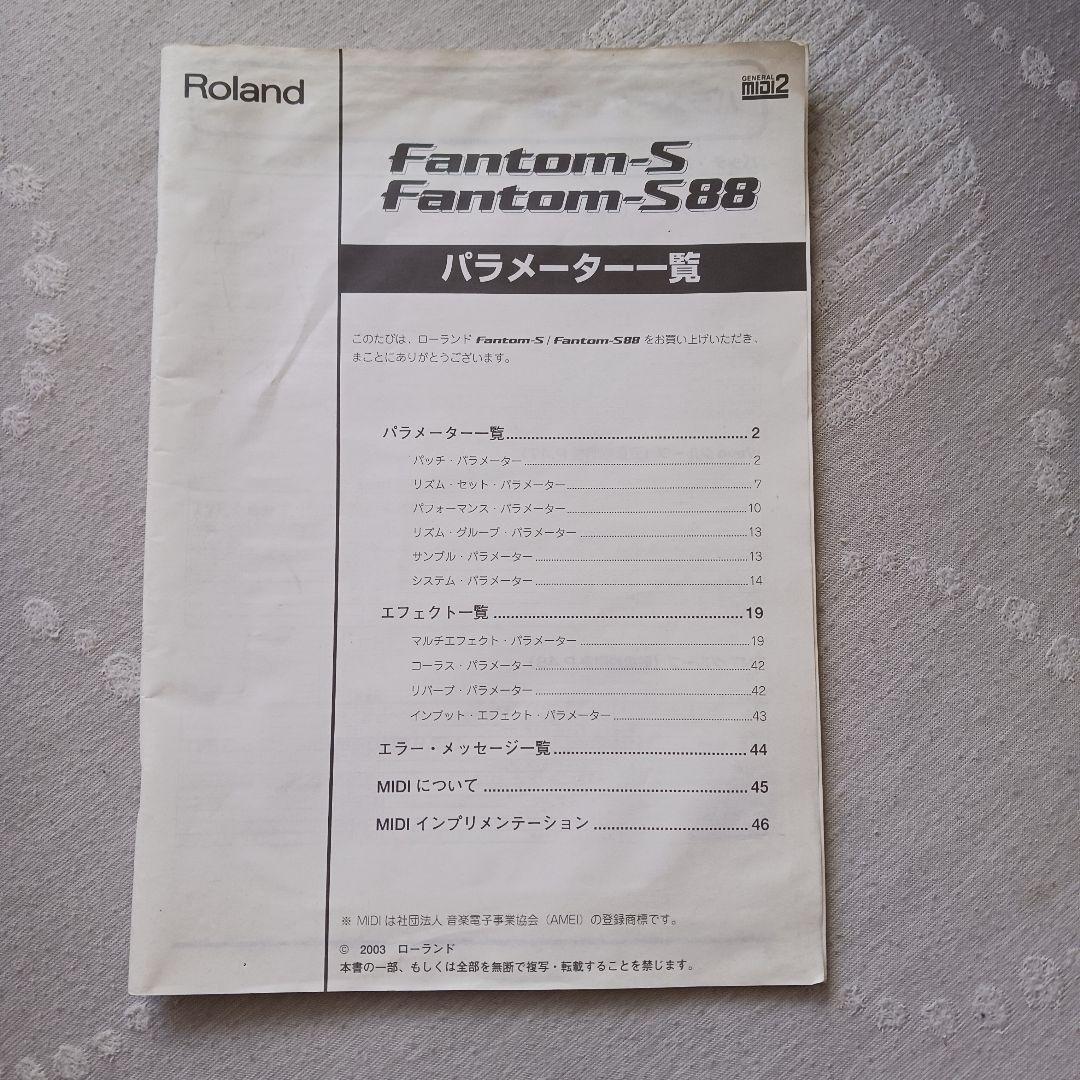 Roland
GENERAL
MIDI2
Fantom-S
Fantom-S88
パラメーター一覧
このたびは、ローランド Fantom-S / Fantom-S88 をお買い上げいただき、
まことにありがとうございます。
パラメーター一覧 2
パッチ・パラメーター 2
リズム・セット・パラメーター 7
パフォーマンス・パラメーター 10
リズム・グループ・パラメーター 13
サンプル・パラメーター 13
システム・パラメーター 14
エフェクト一覧 19
マルチエフェクト・パラメーター 19
コーラス・パラメーター 42
リバーブ・パラメーター 42
インプット・エフェクト・パラメーター 43
エラー・メッセージ一覧 44
MIDI について 45
MIDI インプリメンテーション 46
※ MIDI は社団法人 音楽電子事業協会（AMEI）の登録商標です。
© 2003 ローランド
本書の一部、もしくは全部を無断で複写・転載することを禁じます。